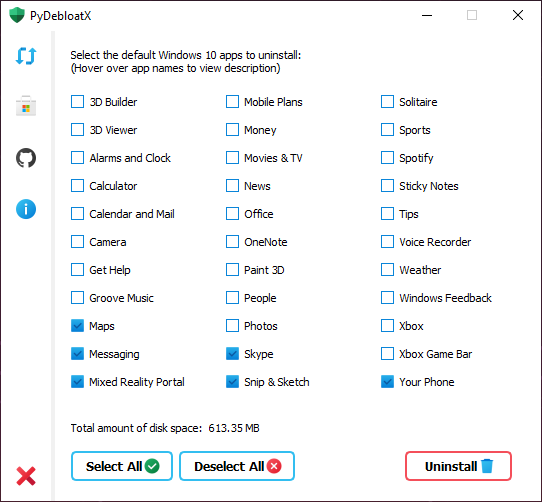 PyDebloatX
Select the default Windows 10 apps to uninstall:
(Hover over app names to view description)
3D Builder
3D Viewer
Alarms and Clock
Calculator
Calendar and Mail
Camera
Get Help
Groove Music
Maps
Messaging
Mixed Reality Portal
Mobile Plans
Money
Movies & TV
News
Office
OneNote
Paint 3D
People
Photos
Skype
Snip & Sketch
Solitaire
Sports
Spotify
Sticky Notes
Tips
Voice Recorder
Weather
Windows Feedback
Xbox
Xbox Game Bar
Your Phone
Total amount of disk space: 613.35 MB
Select All
Deselect All
Uninstall